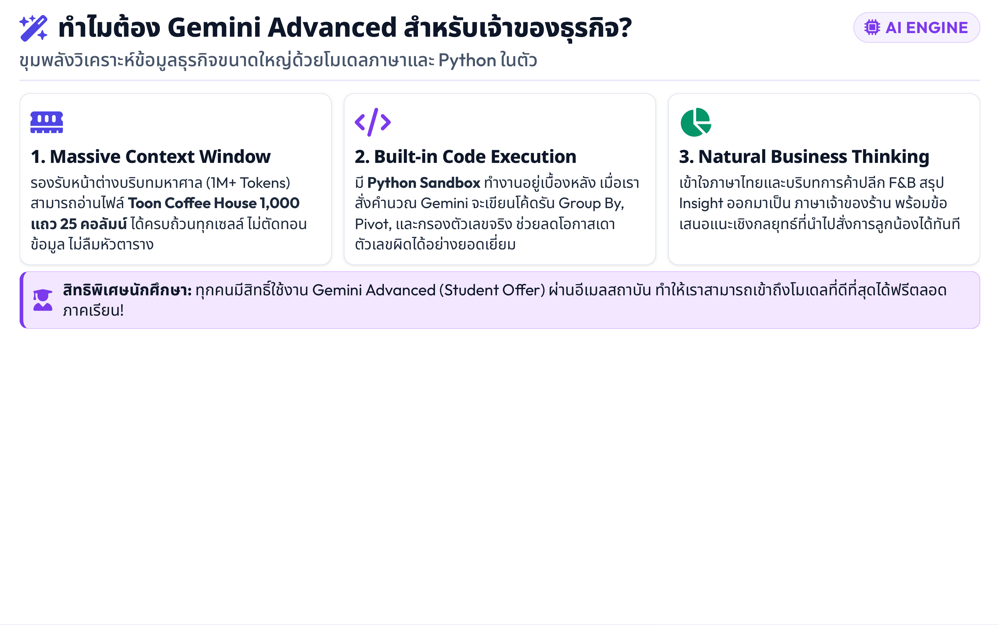 ทำไมต้อง Gemini Advanced สำหรับเจ้าของธุรกิจ?
AI ENGINE
ขุมพลังวิเคราะห์ข้อมูลธุรกิจขนาดใหญ่ด้วยโมเดลภาษาและ Python ในตัว
1. Massive Context Window
รองรับหน้าต่างบริบทมหาศาล (1M+ Tokens)
สามารถอ่านไฟล์ Toon Coffee House 1,000
แถว 25 คอลัมน์ ได้ครบถ้วนทุกเซลล์ ไม่ตัดทอน
ข้อมูล ไม่ลืมหัวตาราง
2. Built-in Code Execution
มี Python Sandbox ทำงานอยู่เบื้องหลัง เมื่อเรา
สั่งคำนวณ Gemini จะเขียนโค้ดรัน Group By,
Pivot, และกรองตัวเลขจริง ช่วยลดโอกาสเดา
ตัวเลขผิดได้อย่างยอดเยี่ยม
3. Natural Business Thinking
เข้าใจภาษาไทยและบริบทการค้าปลีก F&B สรุป
Insight ออกมาเป็น ภาษาเจ้าของร้าน พร้อมข้อ
เสนอแนะเชิงกลยุทธ์ที่นำไปสั่งการลูกน้องได้ทันที
สิทธิพิเศษนักศึกษา: ทุกคนมีสิทธิ์ใช้งาน Gemini Advanced (Student Offer) ผ่านอีเมลสถาบัน ทำให้เราสามารถเข้าถึงโมเดลที่ดีที่สุดได้ฟรีตลอด
ภาคเรียน!